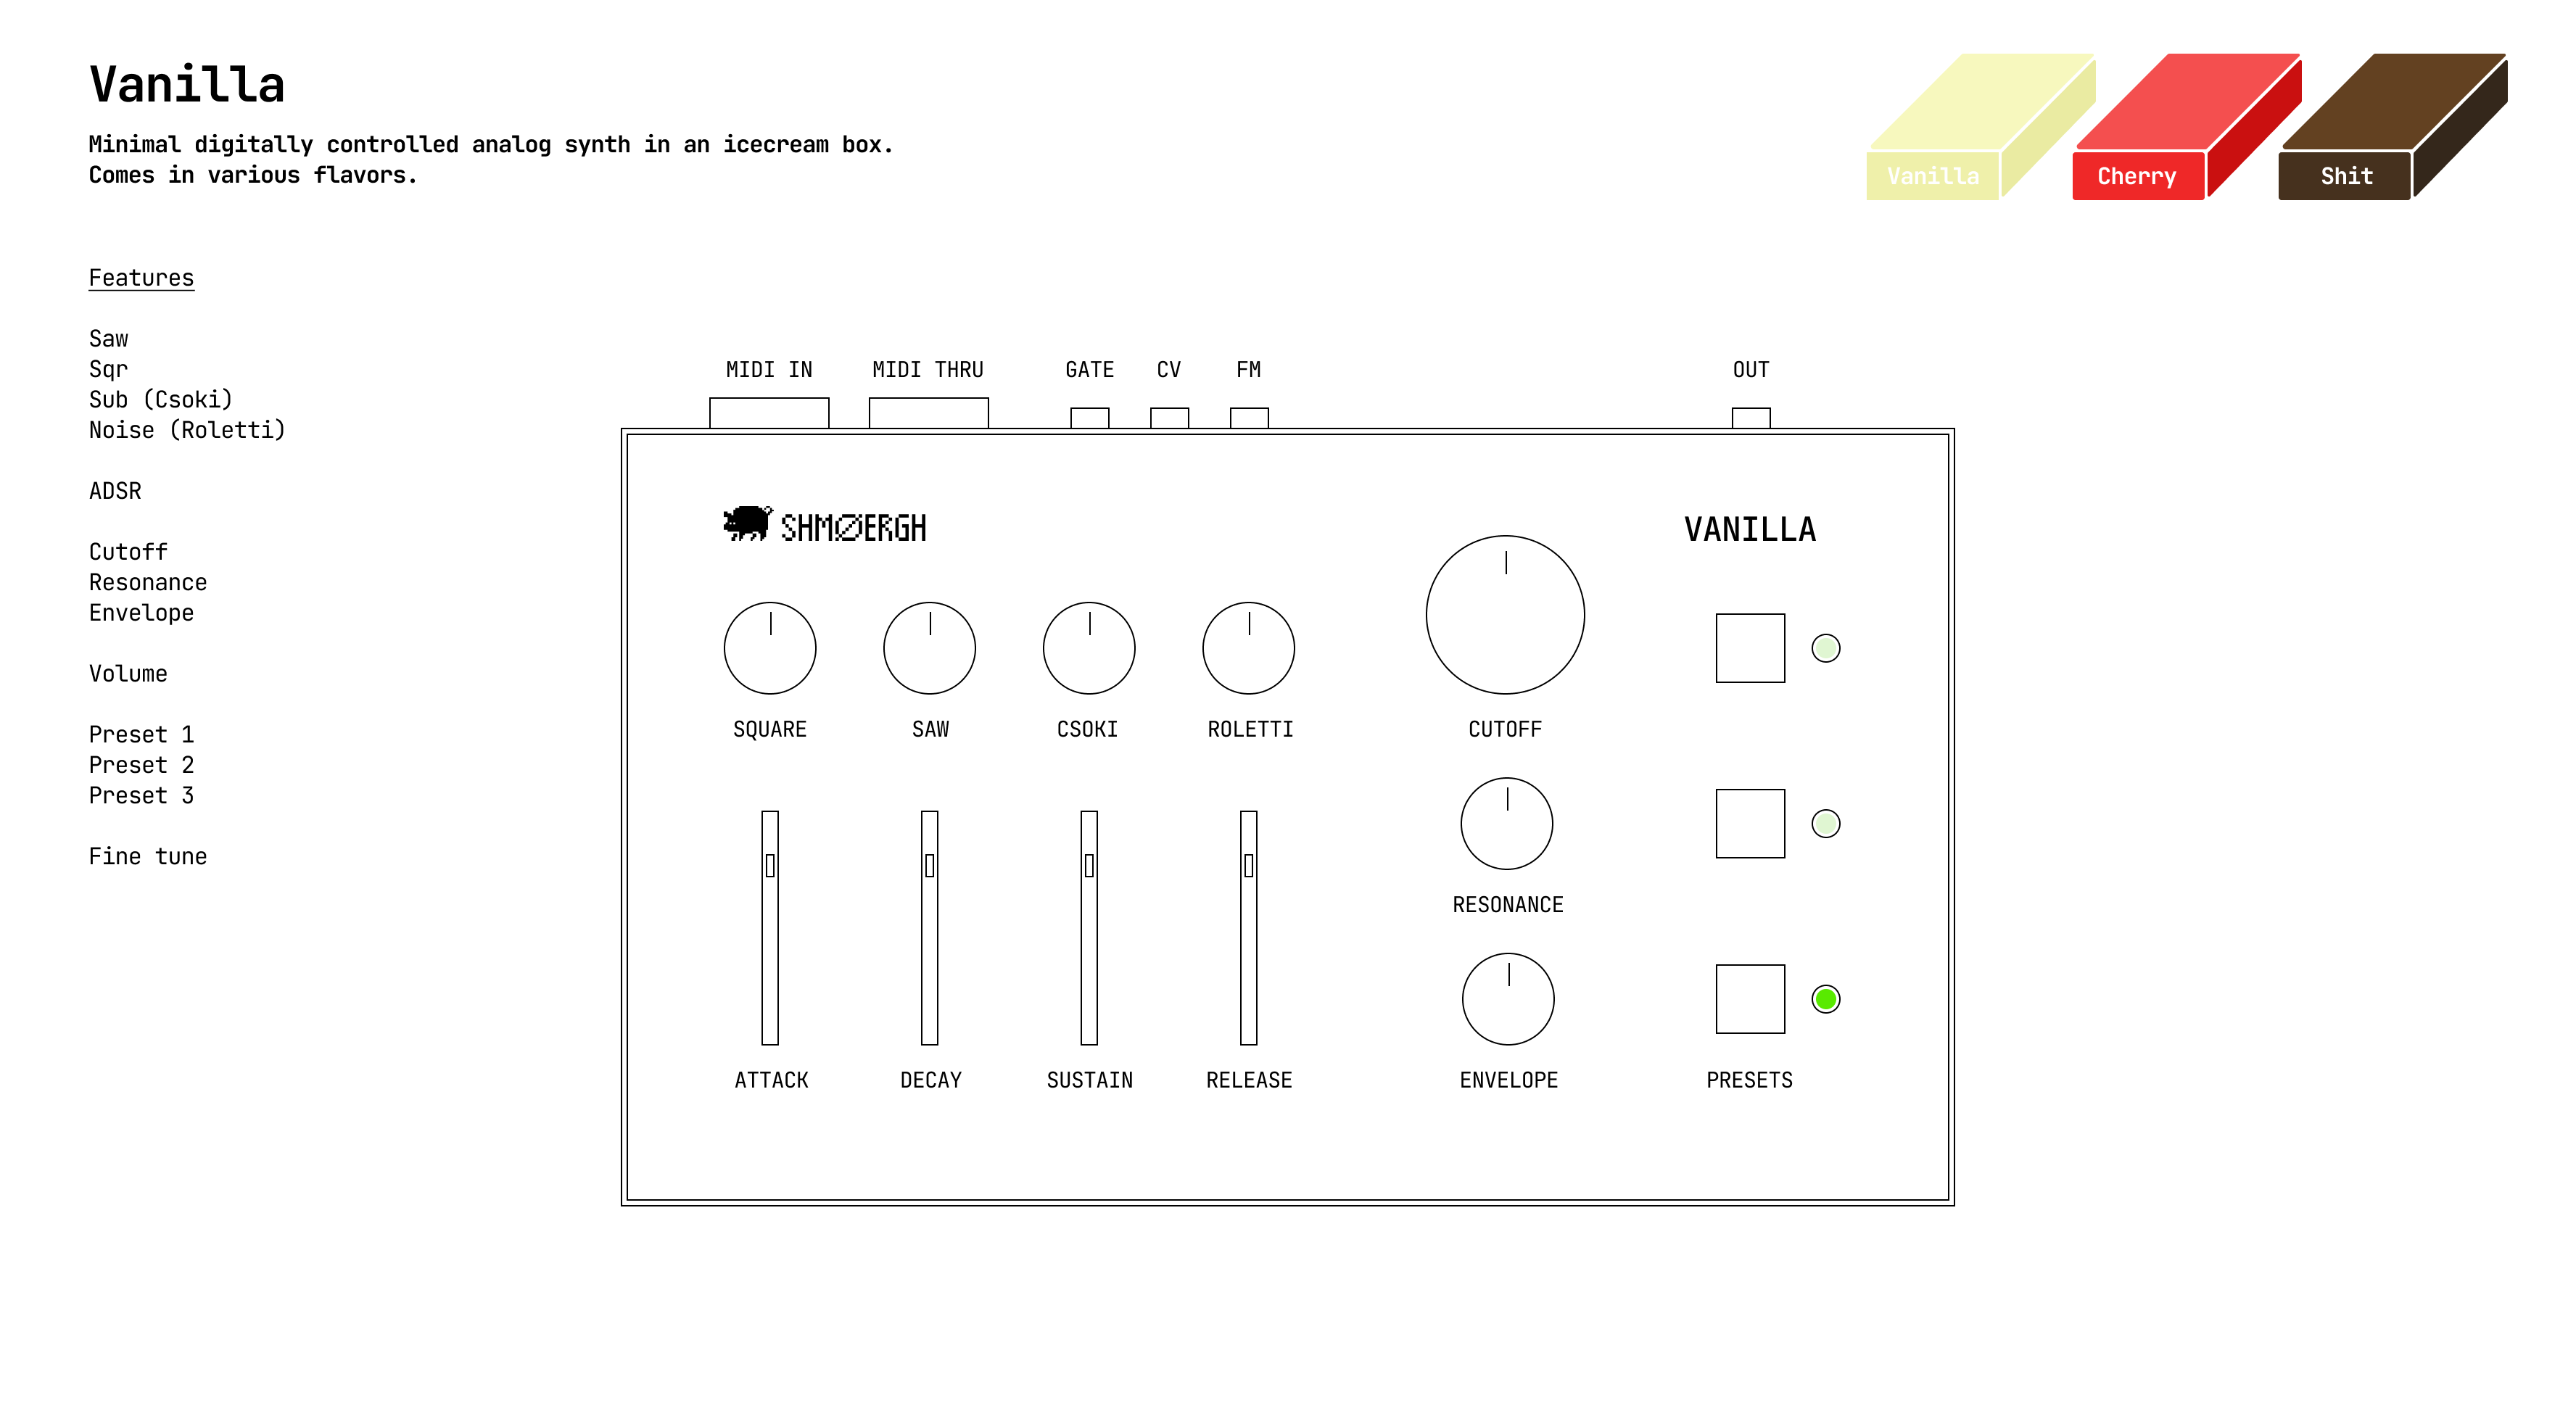 Vanilla
Minimal digitally controlled analog synth in an icecream box.
Comes in various flavors.
Vanilla
Cherry
Shit
Features
Saw
Sqr
Sub (Csoki)
Noise (Roletti)
ADSR
Cutoff
Resonance
Envelope
Volume
Preset 1
Preset 2
Preset 3
Fine tune
MIDI IN
MIDI THRU
GATE
CV
FM
OUT
SHMØERGH
VANILLA
SQUARE
SAW
CSOKI
ROLETTI
CUTOFF
RESONANCE
ATTACK
DECAY
SUSTAIN
RELEASE
ENVELOPE
PRESETS